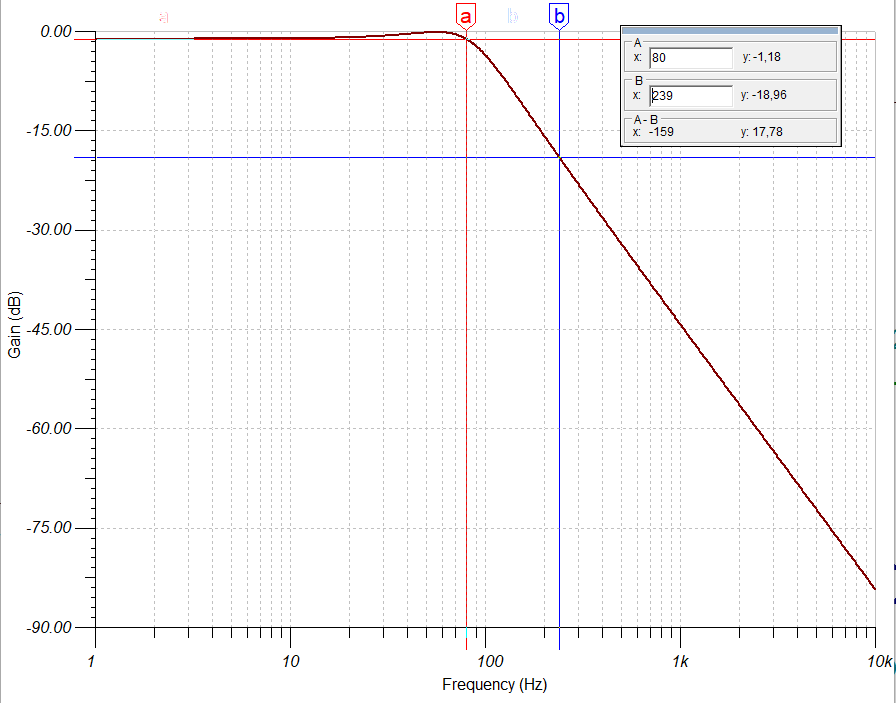 a a b b
0.00
A
x: 80 y: -1,18
B
x: 239 y: -18,96
A - B
x: -159 y: 17,78
-15.00
-30.00
-45.00
-60.00
-75.00
-90.00
Gain (dB)
1 10 100 1k 10k
Frequency (Hz)